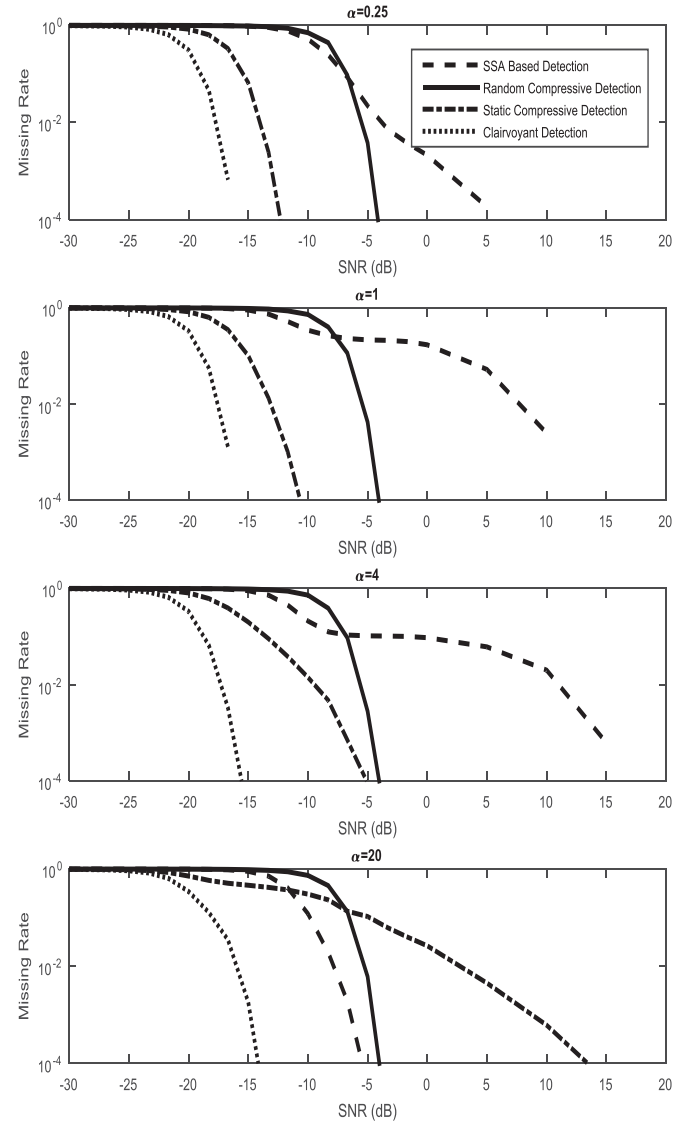 α=0.25
10^0
10^-2
10^-4
Missing Rate
SSA Based Detection
Random Compressive Detection
Static Compressive Detection
Clairvoyant Detection
-30 -25 -20 -15 -10 -5 0 5 10 15 20
SNR (dB)
α=1
10^0
10^-2
10^-4
Missing Rate
-30 -25 -20 -15 -10 -5 0 5 10 15 20
SNR (dB)
α=4
10^0
10^-2
10^-4
Missing Rate
-30 -25 -20 -15 -10 -5 0 5 10 15 20
SNR (dB)
α=20
10^0
10^-2
10^-4
Missing Rate
-30 -25 -20 -15 -10 -5 0 5 10 15 20
SNR (dB)